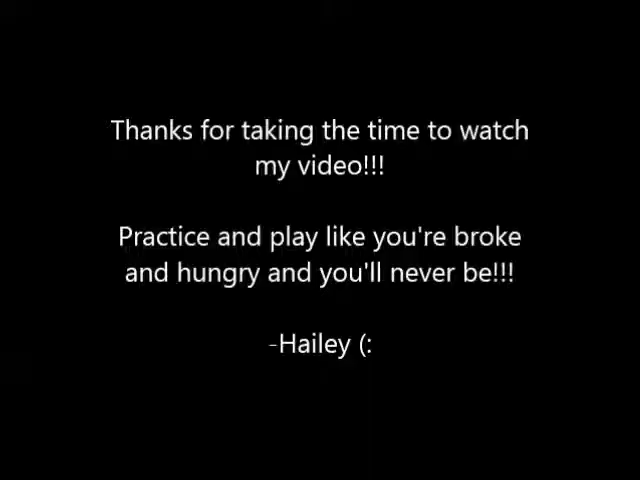 Thanks for taking the time to watch
my video!!!
Practice and play like you're broke
and hungry and you'll never be!!!
-Hailey (: